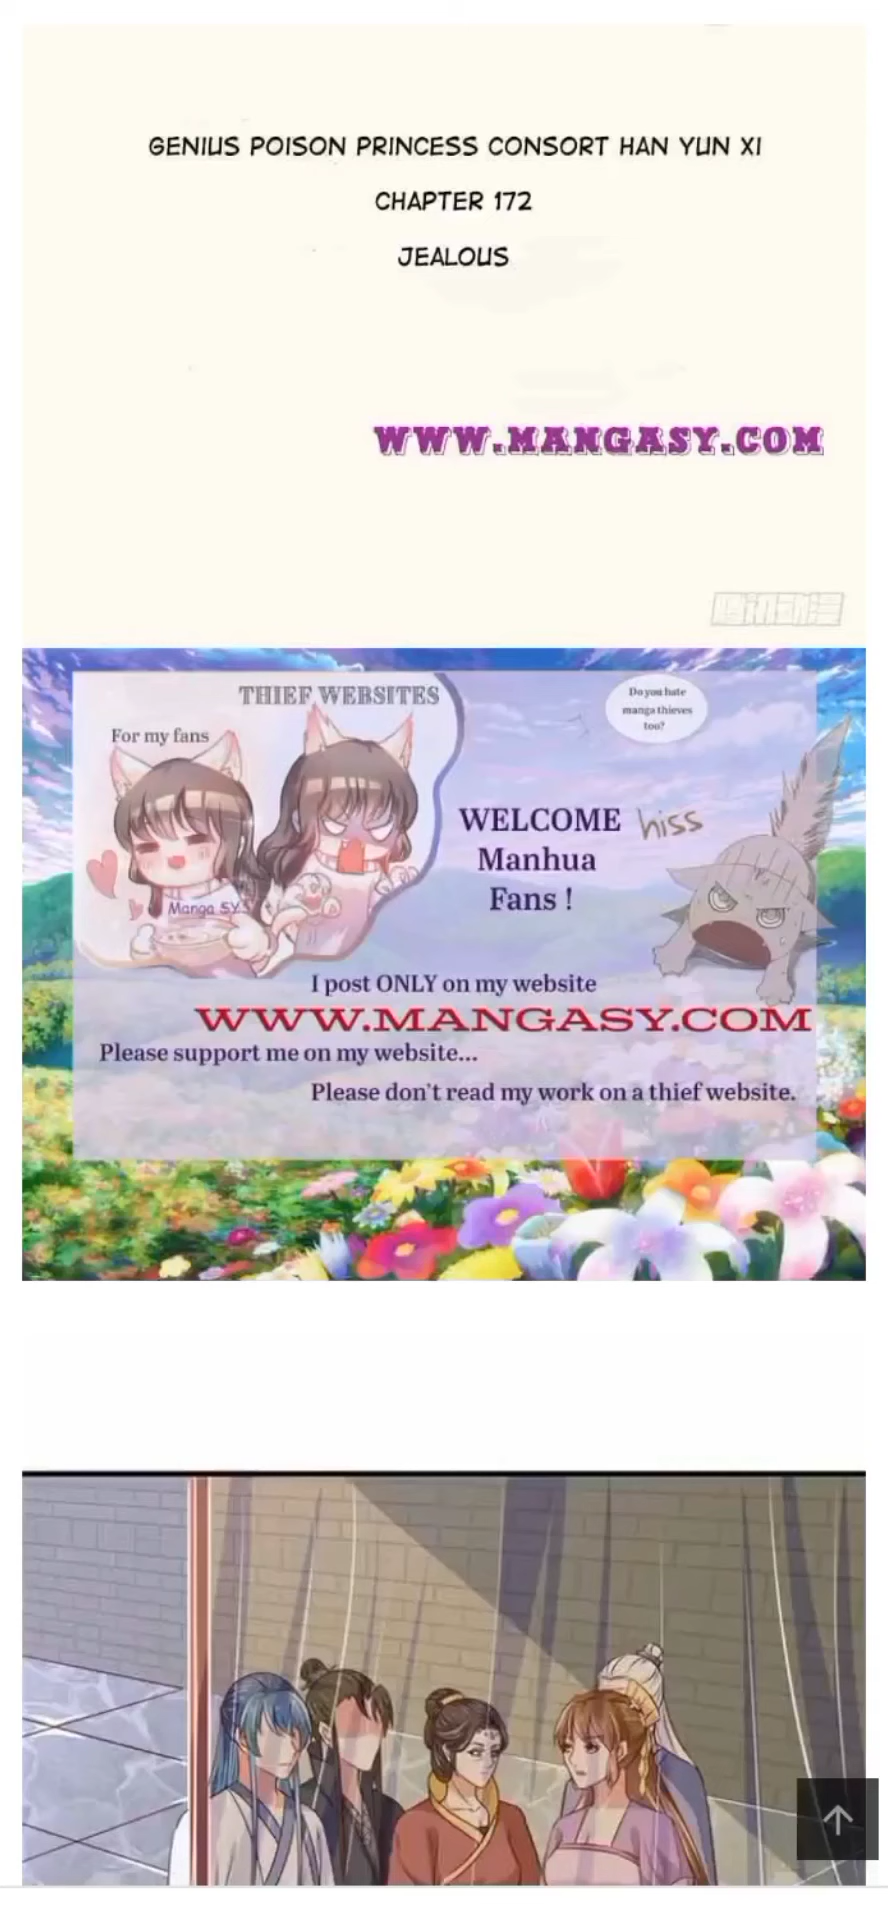 GENIUS POISON PRINCESS CONSORT HAN YUN XI
CHAPTER 172
JEALOUS
WWW.MANGASY.COM
THIEF WEBSITES
For my fans
Do you hate
manga thieves
too?
WELCOME
hiss
Manhua
Fans !
Manga SY
I post ONLY on my website
WWW.MANGASY.COM
Please support me on my website...
Please don't read my work on a thief website.